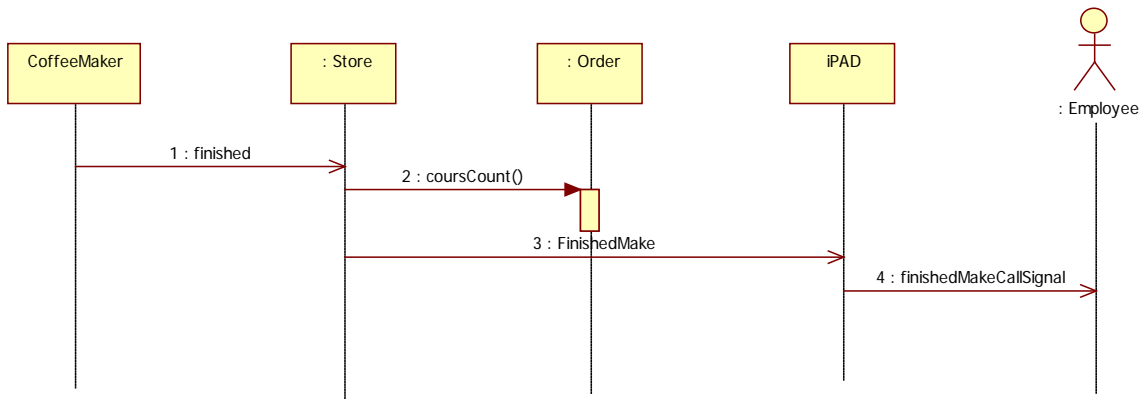 CoffeeMaker
: Store
: Order
iPAD
: Employee
1 : finished
2 : coursCount()
3 : FinishedMake
4 : finishedMakeCallSignal